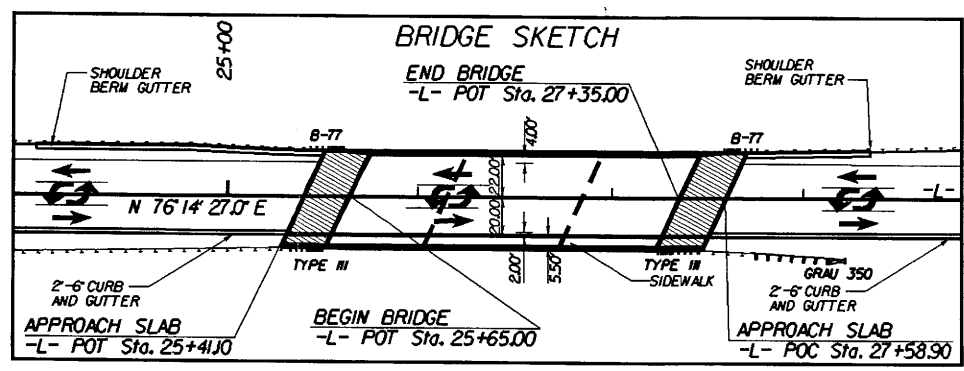 BRIDGE SKETCH
25+00
SHOULDER
BERM GUTTER
END BRIDGE
-L- POT Sta. 27+35.00
SHOULDER
BERM GUTTER
B-77
4.00'
B-77
22.00'
20.00'
-L-
N 76°14' 27.0" E
2.00'
5.50'
TYPE III
TYPE III
SIDEWALK
GRAU 350
2'-6" CURB
AND GUTTER
2'-6" CURB
AND GUTTER
APPROACH SLAB
-L- POT Sta. 25+41.10
BEGIN BRIDGE
-L- POT Sta. 25+65.00
APPROACH SLAB
-L- POC Sta. 27+58.90